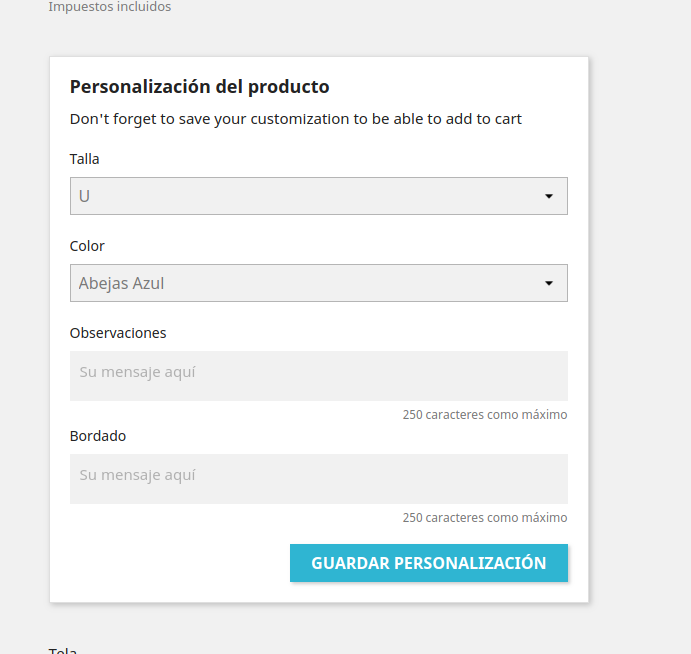 Impuestos incluidos
Personalización del producto
Don't forget to save your customization to be able to add to cart
Talla
U
Color
Abejas Azul
Observaciones
Su mensaje aquí
250 caracteres como máximo
Bordado
Su mensaje aquí
250 caracteres como máximo
GUARDAR PERSONALIZACIÓN
Tela